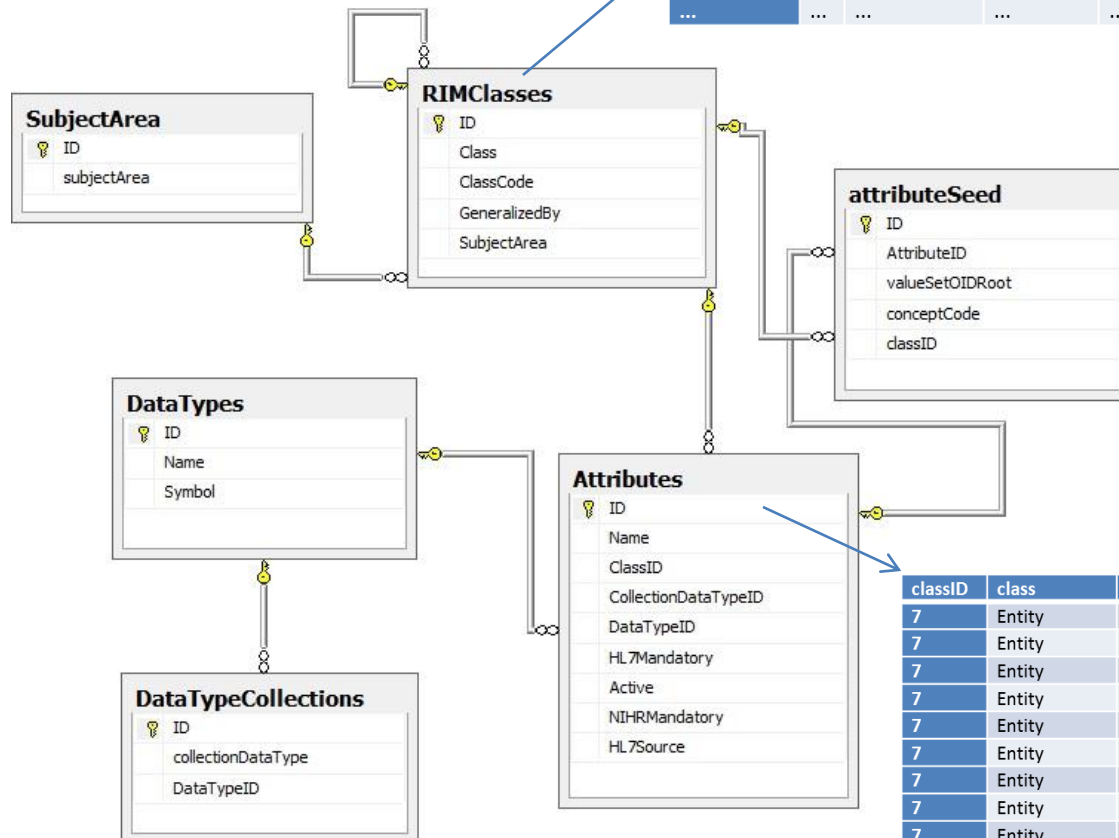 ... ... ... ... ..
RIMClasses
ID
Class
ClassCode
GeneralizedBy
SubjectArea
SubjectArea
ID
subjectArea
attributeSeed
ID
AttributeID
valueSetOIDRoot
conceptCode
classID
DataTypes
ID
Name
Symbol
Attributes
ID
Name
ClassID
CollectionDataTypeID
DataTypeID
HL7Mandatory
Active
NIHRMandatory
HL7Source
DataTypeCollections
ID
collectionDataType
DataTypeID
classID class
7 Entity
7 Entity
7 Entity
7 Entity
7 Entity
7 Entity
7 Entity
7 Entity
7 Entity